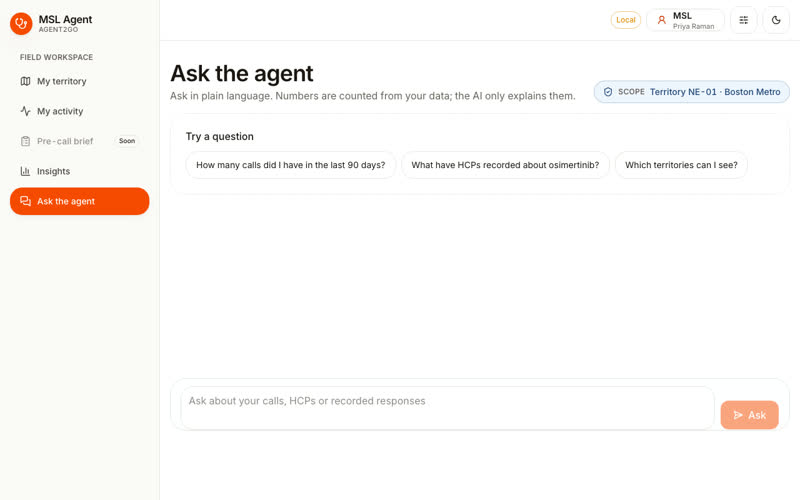 MSL Agent
AGENT2GO
FIELD WORKSPACE
My territory
My activity
Pre-call brief
Soon
Insights
Ask the agent
Local
MSL
Priya Raman
Ask the agent
Ask in plain language. Numbers are counted from your data; the AI only explains them.
SCOPE Territory NE-01 · Boston Metro
Try a question
How many calls did I have in the last 90 days?
What have HCPs recorded about osimertinib?
Which territories can I see?
Ask about your calls, HCPs or recorded responses
Ask